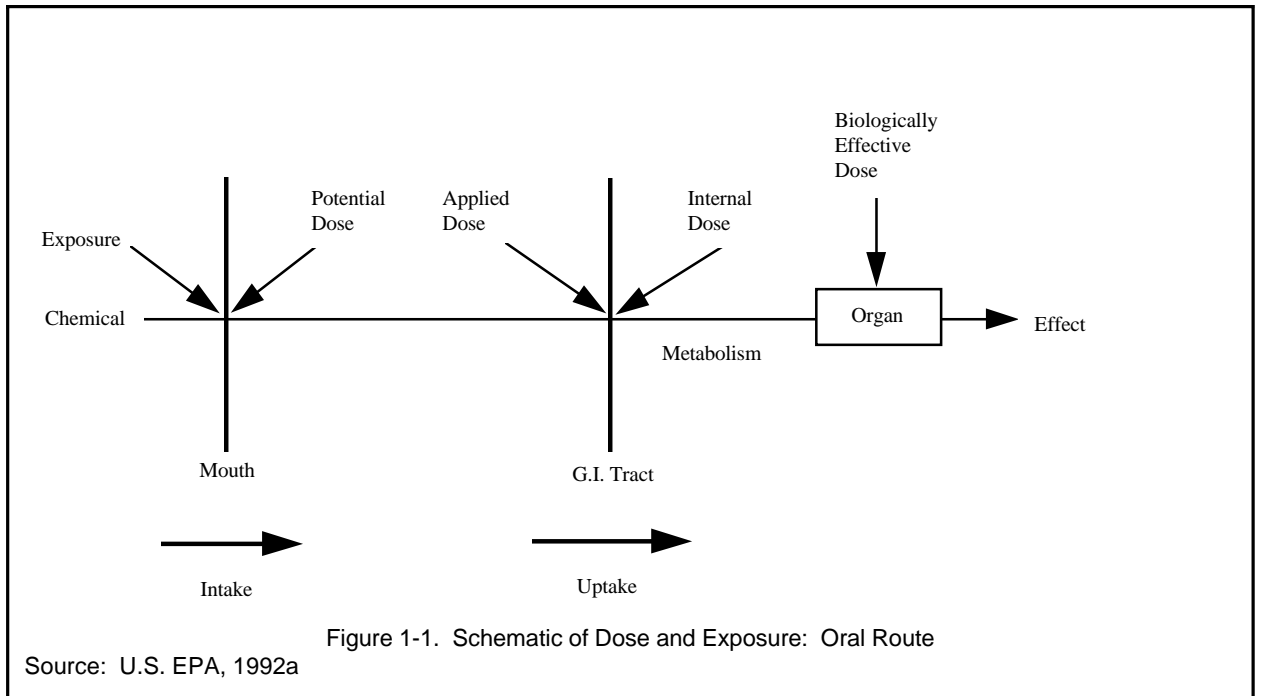 Biologically
Effective
Dose
Potential
Dose
Applied
Dose
Internal
Dose
Exposure
Chemical
Organ
Effect
Metabolism
Mouth
G.I. Tract
Intake
Uptake
Figure 1-1. Schematic of Dose and Exposure: Oral Route
Source: U.S. EPA, 1992a